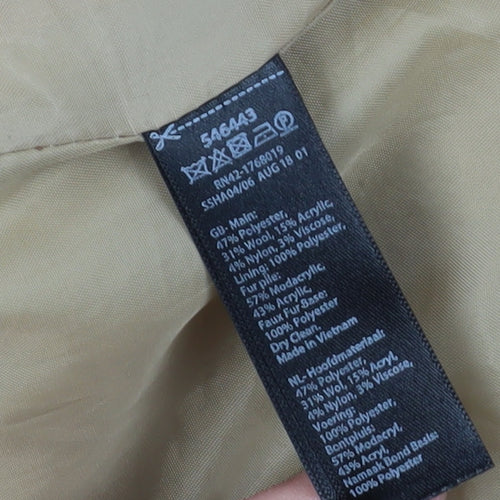 546443
RN42-1768019
SSHA04/06 AUG 18 01
GB- Main:
47% Polyester,
31% Wool, 15% Acrylic,
4% Nylon, 3% Viscose,
Lining: 100% Polyester,
Fur pile:
57% Modacrylic,
43% Acrylic,
Faux Fur Base:
100% Polyester
Dry Clean.
Made in Vietnam
NL- Hoofdmateriaal:
47% Polyester,
31% Wol, 15% Acryl,
4% Nylon, 3% Viscose,
Voering:
100% Polyester,
Bontpluis:
57% Modacryl,
43% Acryl,
Namaak Bond Basis:
100% Polyester